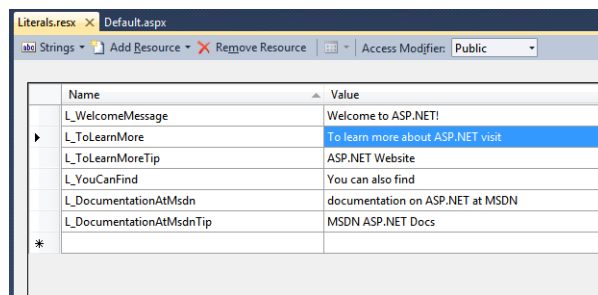 Literals.resx Default.aspx
abc Strings Add Resource Remove Resource Access Modifier: Public
Name Value
L_WelcomeMessage Welcome to ASP.NET!
L_ToLearnMore To learn more about ASP.NET visit
L_ToLearnMoreTip ASP.NET Website
L_YouCanFind You can also find
L_DocumentationAtMsdn documentation on ASP.NET at MSDN
L_DocumentationAtMsdnTip MSDN ASP.NET Docs